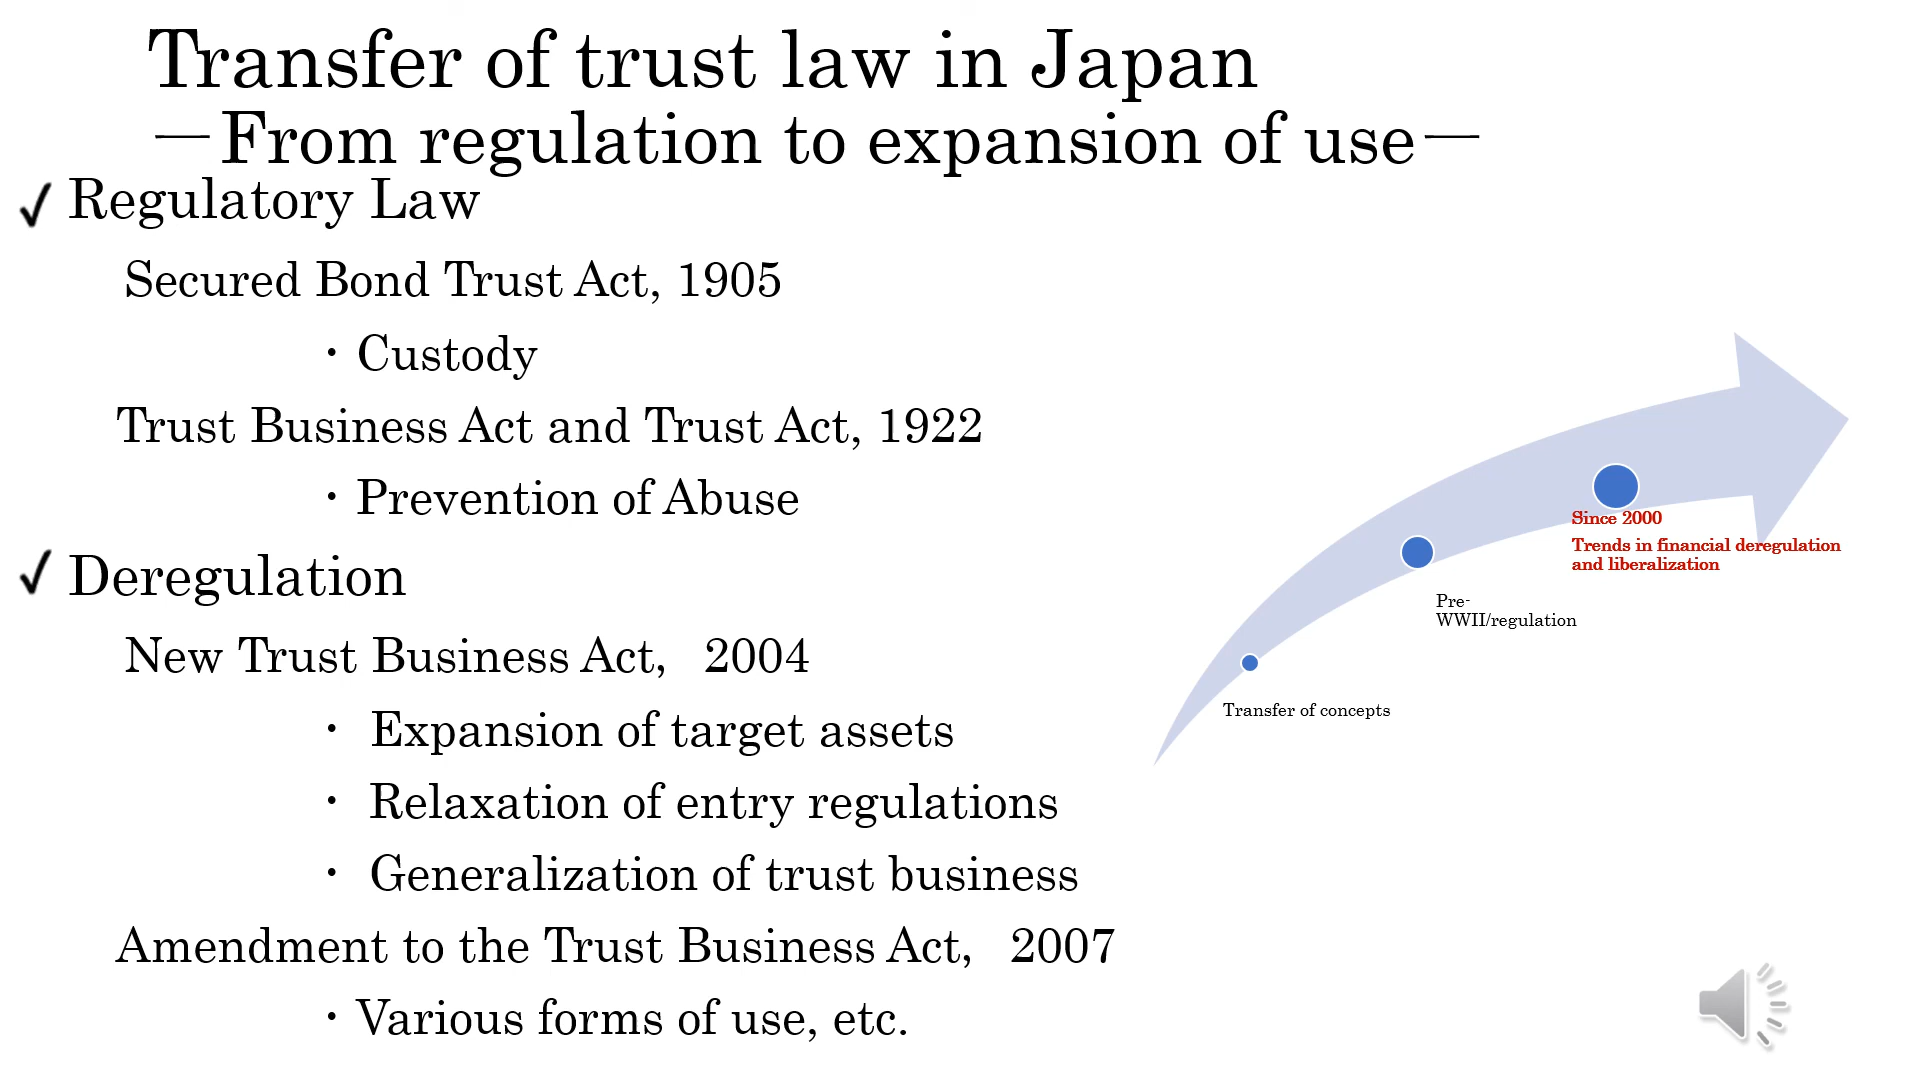 Transfer of trust law in Japan
―From regulation to expansion of use―
✓ Regulatory Law
Secured Bond Trust Act, 1905
・Custody
Trust Business Act and Trust Act, 1922
・Prevention of Abuse
✓ Deregulation
New Trust Business Act, 2004
・ Expansion of target assets
・ Relaxation of entry regulations
・ Generalization of trust business
Amendment to the Trust Business Act, 2007
・Various forms of use, etc.
Transfer of concepts
Pre-
WWII/regulation
Since 2000
Trends in financial deregulation
and liberalization